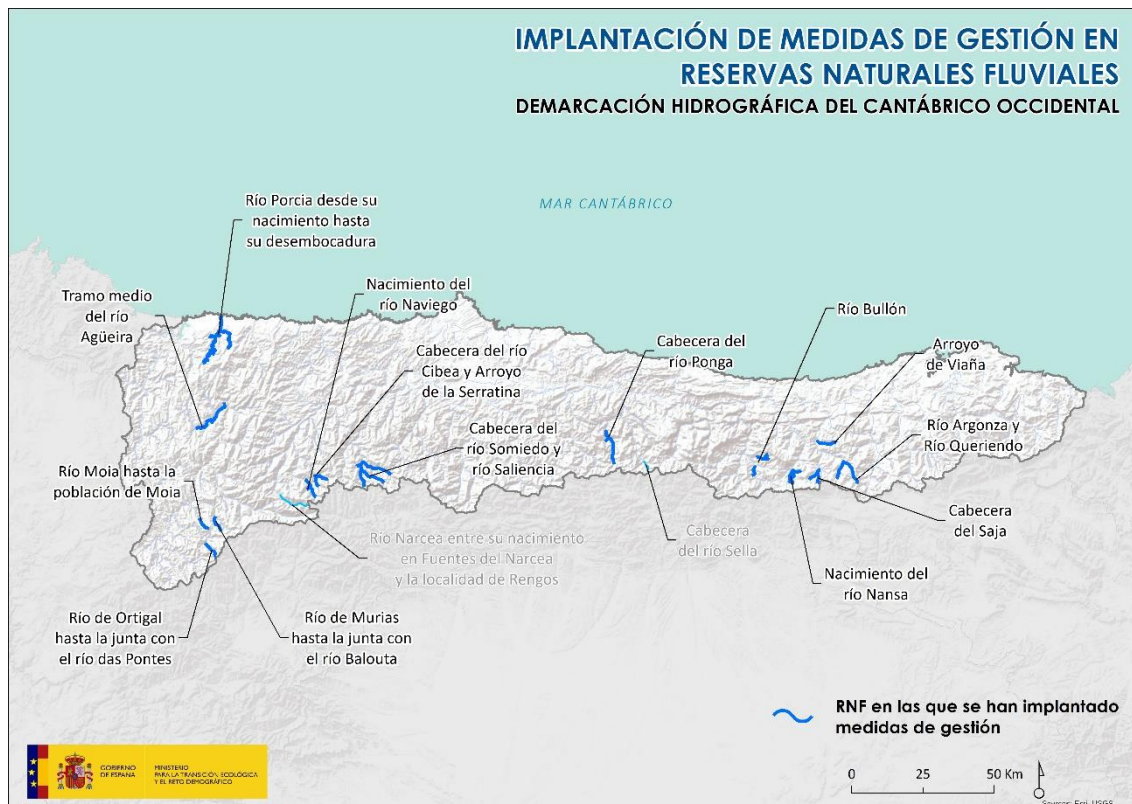 IMPLANTACIÓN DE MEDIDAS DE GESTIÓN EN
RESERVAS NATURALES FLUVIALES
DEMARCACIÓN HIDROGRÁFICA DEL CANTÁBRICO OCCIDENTAL
MAR CANTÁBRICO
Río Porcia desde su
nacimiento hasta
su desembocadura
Tramo medio
del río
Agüeira
Nacimiento del
río Naviego
Cabecera del río
Cibea y Arroyo
de la Serratina
Cabecera del
río Somiedo y
río Saliencia
Cabecera del
río Ponga
Río Bullón
Arroyo
de Viaña
Río Argonza y
Río Queriendo
Río Moia hasta la
población de Moia
Río Narcea entre su nacimiento
en Fuentes del Narcea
y la localidad de Rengos
Cabecera
del río Sella
Cabecera
del Saja
Nacimiento del
río Nansa
Río de Ortigal
hasta la junta con
el río das Pontes
Río de Murias
hasta la junta con
el río Balouta
RNF en las que se han implantado
medidas de gestión
GOBIERNO
DE ESPAÑA
MINISTERIO
PARA LA TRANSICIÓN ECOLÓGICA
Y EL RETO DEMOGRÁFICO
0 25 50 Km
Sources: Esri, USGS